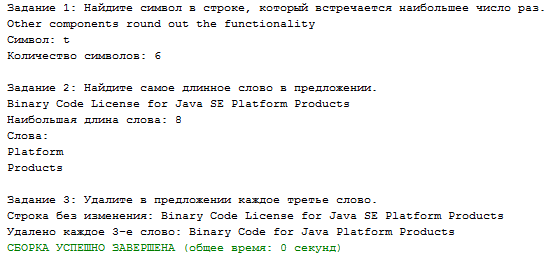 Задание 1: Найдите символ в строке, который встречается наибольшее число раз.
Other components round out the functionality
Символ: t
Количество символов: 6
Задание 2: Найдите самое длинное слово в предложении.
Binary Code License for Java SE Platform Products
Наибольшая длина слова: 8
Слова:
Platform
Products
Задание 3: Удалите в предложении каждое третье слово.
Строка без изменения: Binary Code License for Java SE Platform Products
Удалено каждое 3-е слово: Binary Code for Java Platform Products
СБОРКА УСПЕШНО ЗАВЕРШЕНА (общее время: 0 секунд)